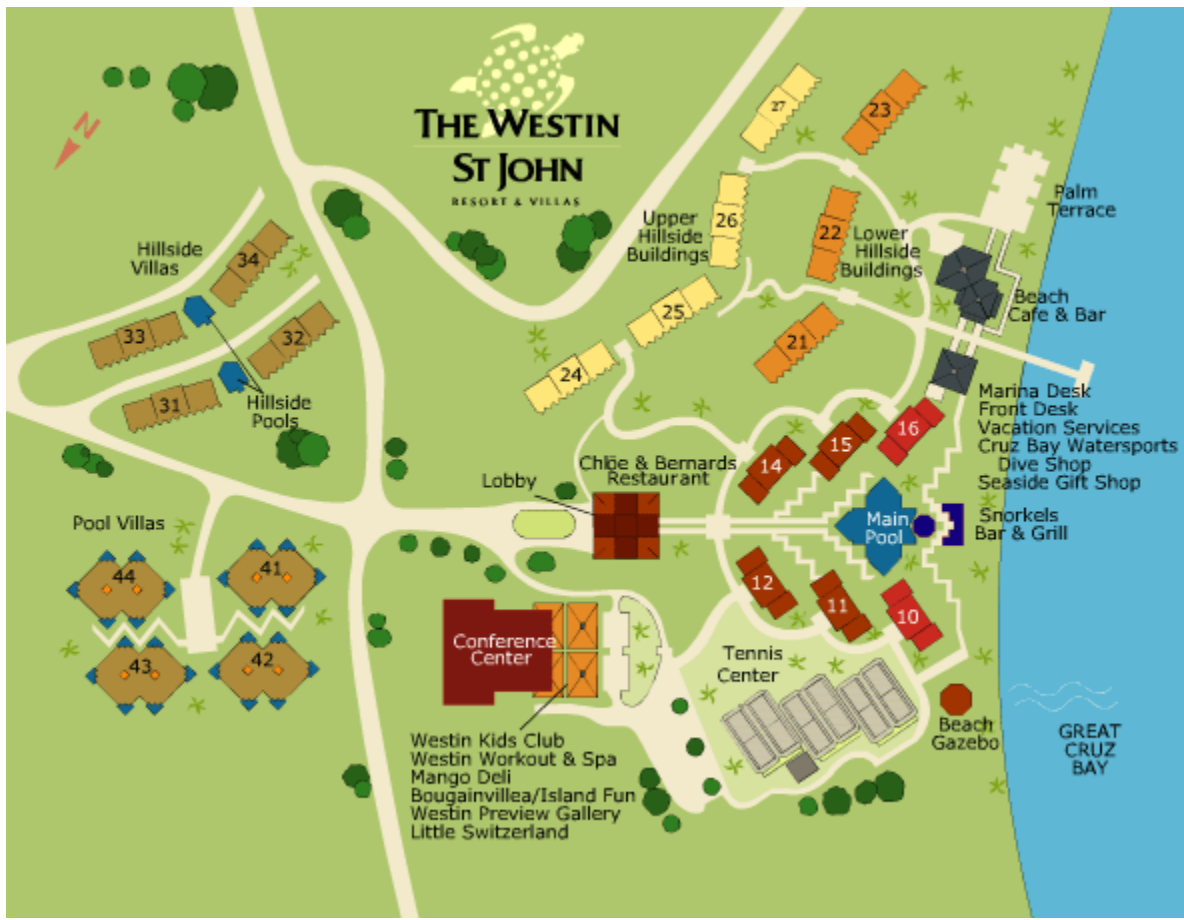 N
THE WESTIN
ST JOHN
RESORT & VILLAS
27
23
Palm
Terrace
Upper
Hillside
Buildings
26
22
Lower
Hillside
Buildings
Hillside
Villas
34
33
32
31
Hillside
Pools
25
24
21
Beach
Cafe & Bar
Marina Desk
Front Desk
Vacation Services
Cruz Bay Watersports
Dive Shop
Seaside Gift Shop
16
15
14
Chlöe & Bernards
Restaurant
Lobby
Main
Pool
Snorkels
Bar & Grill
Pool Villas
44
41
43
42
12
11
10
Conference
Center
Tennis
Center
Beach
Gazebo
GREAT
CRUZ
BAY
Westin Kids Club
Westin Workout & Spa
Mango Deli
Bougainvillea/Island Fun
Westin Preview Gallery
Little Switzerland